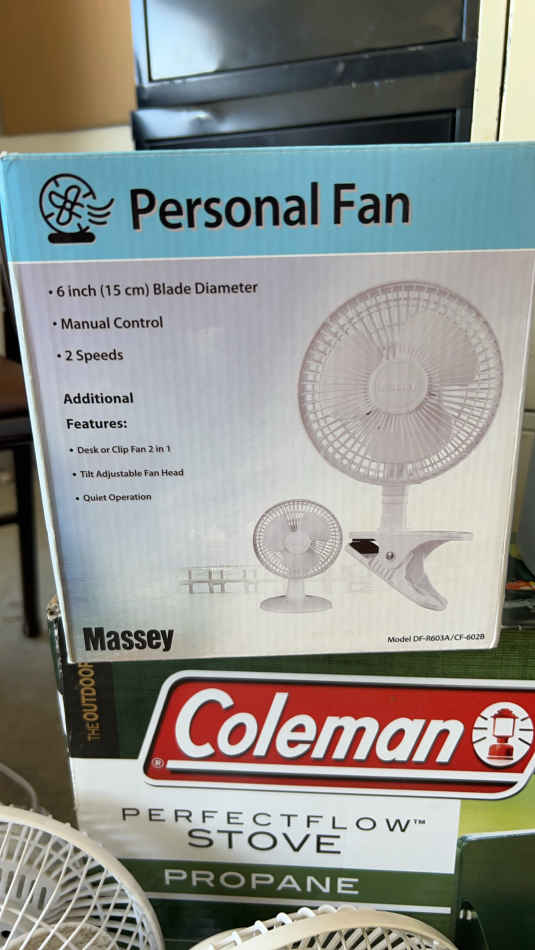 Personal Fan
• 6 inch (15 cm) Blade Diameter
• Manual Control
• 2 Speeds
Additional
Features:
• Desk or Clip Fan 2 in 1
• Tilt Adjustable Fan Head
• Quiet Operation
Massey
Model DF-R603A/CF-602B
THE OUTDOOR
Coleman
®
PERFECTFLOW™
STOVE
PROPANE